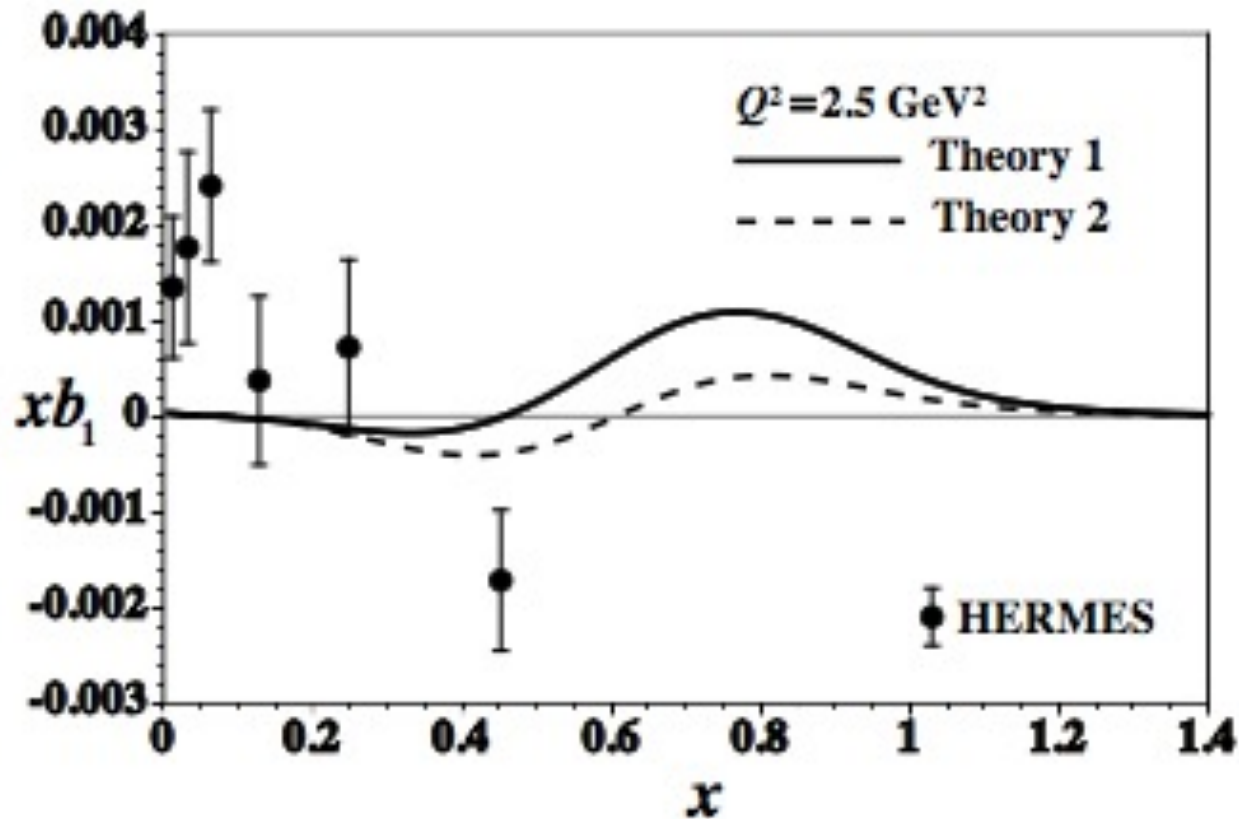 0.004
0.003
0.002
0.001
0
-0.001
-0.002
-0.003
xb₁
Q²=2.5 GeV²
Theory 1
Theory 2
HERMES
0 0.2 0.4 0.6 0.8 1 1.2 1.4
x